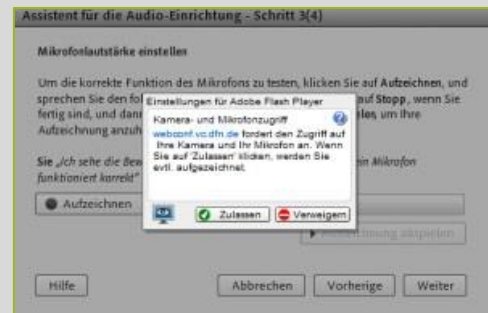 Assistent für die Audio-Einrichtung - Schritt 3(4)
Mikrofonlautstärke einstellen
Um die korrekte Funktion des Mikrofons zu testen, klicken Sie auf Aufzeichnen, und
sprechen Sie den fol auf Stopp, wenn Sie
fertig sind, und dann len, um Ihre
Aufzeichnung anzuh
Sie „Ich sehe die Bew ein Mikrofon
funktioniert korrekt"
Einstellungen für Adobe Flash Player
Kamera- und Mikrofonzugriff
webconf.vc.dfn.de fordert den Zugriff auf
Ihre Kamera und Ihr Mikrofon an. Wenn
Sie auf 'Zulassen' klicken, werden Sie
evtl. aufgezeichnet.
Zulassen Verweigern
Aufzeichnen
abspielen
Hilfe Abbrechen Vorherige Weiter